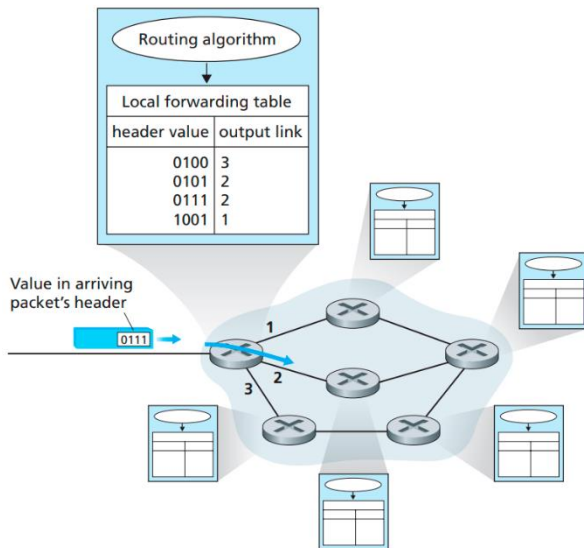 Routing algorithm
Local forwarding table
header value output link
0100 3
0101 2
0111 2
1001 1
Value in arriving
packet's header
0111
1
2
3